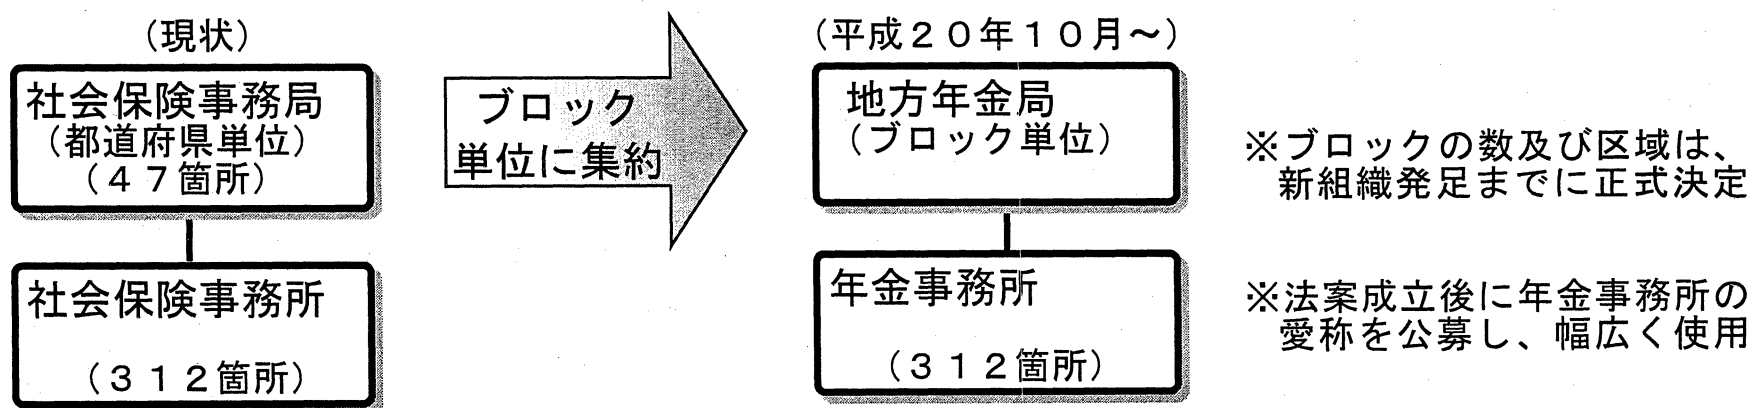 （現状）
社会保険事務局
（都道府県単位）
（４７箇所）
社会保険事務所
（３１２箇所）
ブロック
単位に集約
（平成２０年１０月～）
地方年金局
（ブロック単位）
年金事務所
（３１２箇所）
※ブロックの数及び区域は、
新組織発足までに正式決定
※法案成立後に年金事務所の
愛称を公募し、幅広く使用